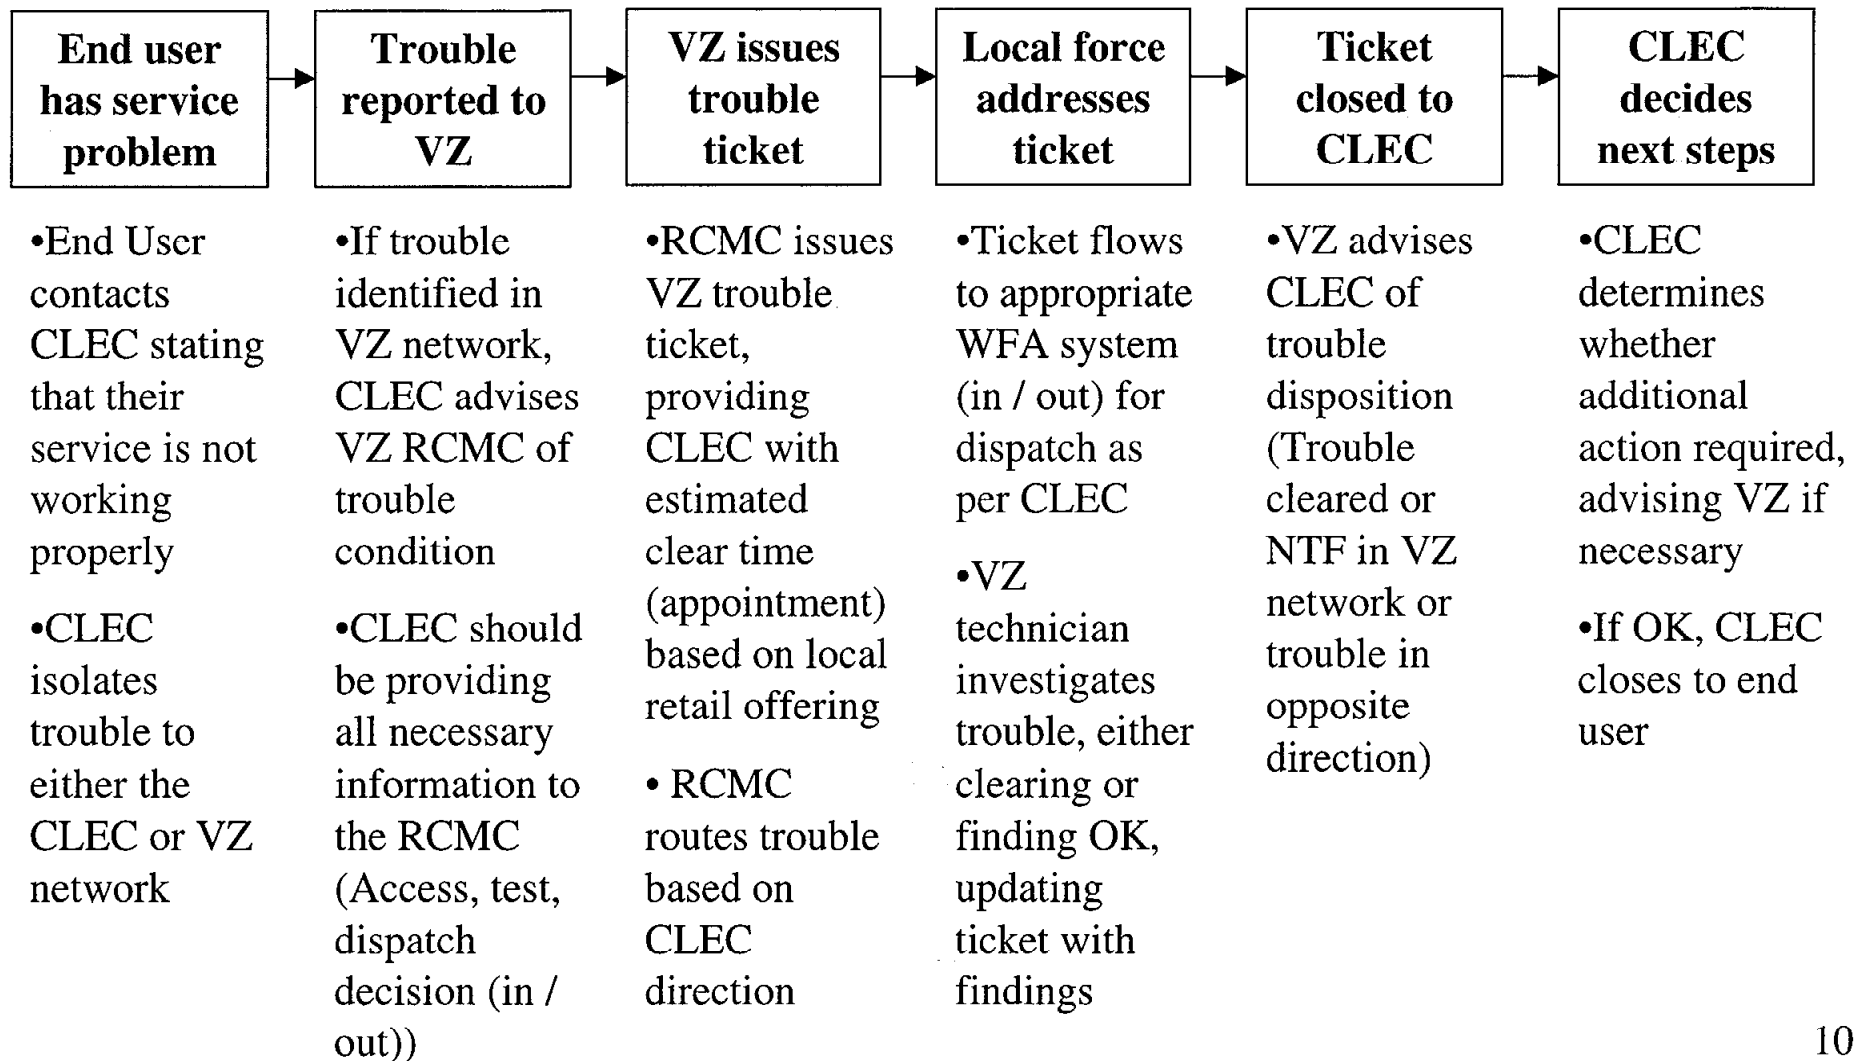 End user
has service
problem
Trouble
reported to
VZ
VZ issues
trouble
ticket
Local force
addresses
ticket
Ticket
closed to
CLEC
CLEC
decides
next steps
•End User
contacts
CLEC stating
that their
service is not
working
properly
•CLEC
isolates
trouble to
either the
CLEC or VZ
network
•If trouble
identified in
VZ network,
CLEC advises
VZ RCMC of
trouble
condition
•CLEC should
be providing
all necessary
information to
the RCMC
(Access, test,
dispatch
decision (in /
out))
•RCMC issues
VZ trouble
ticket,
providing
CLEC with
estimated
clear time
(appointment)
based on local
retail offering
• RCMC
routes trouble
based on
CLEC
direction
•Ticket flows
to appropriate
WFA system
(in / out) for
dispatch as
per CLEC
•VZ
technician
investigates
trouble, either
clearing or
finding OK,
updating
ticket with
findings
•VZ advises
CLEC of
trouble
disposition
(Trouble
cleared or
NTF in VZ
network or
trouble in
opposite
direction)
•CLEC
determines
whether
additional
action required,
advising VZ if
necessary
•If OK, CLEC
closes to end
user
10